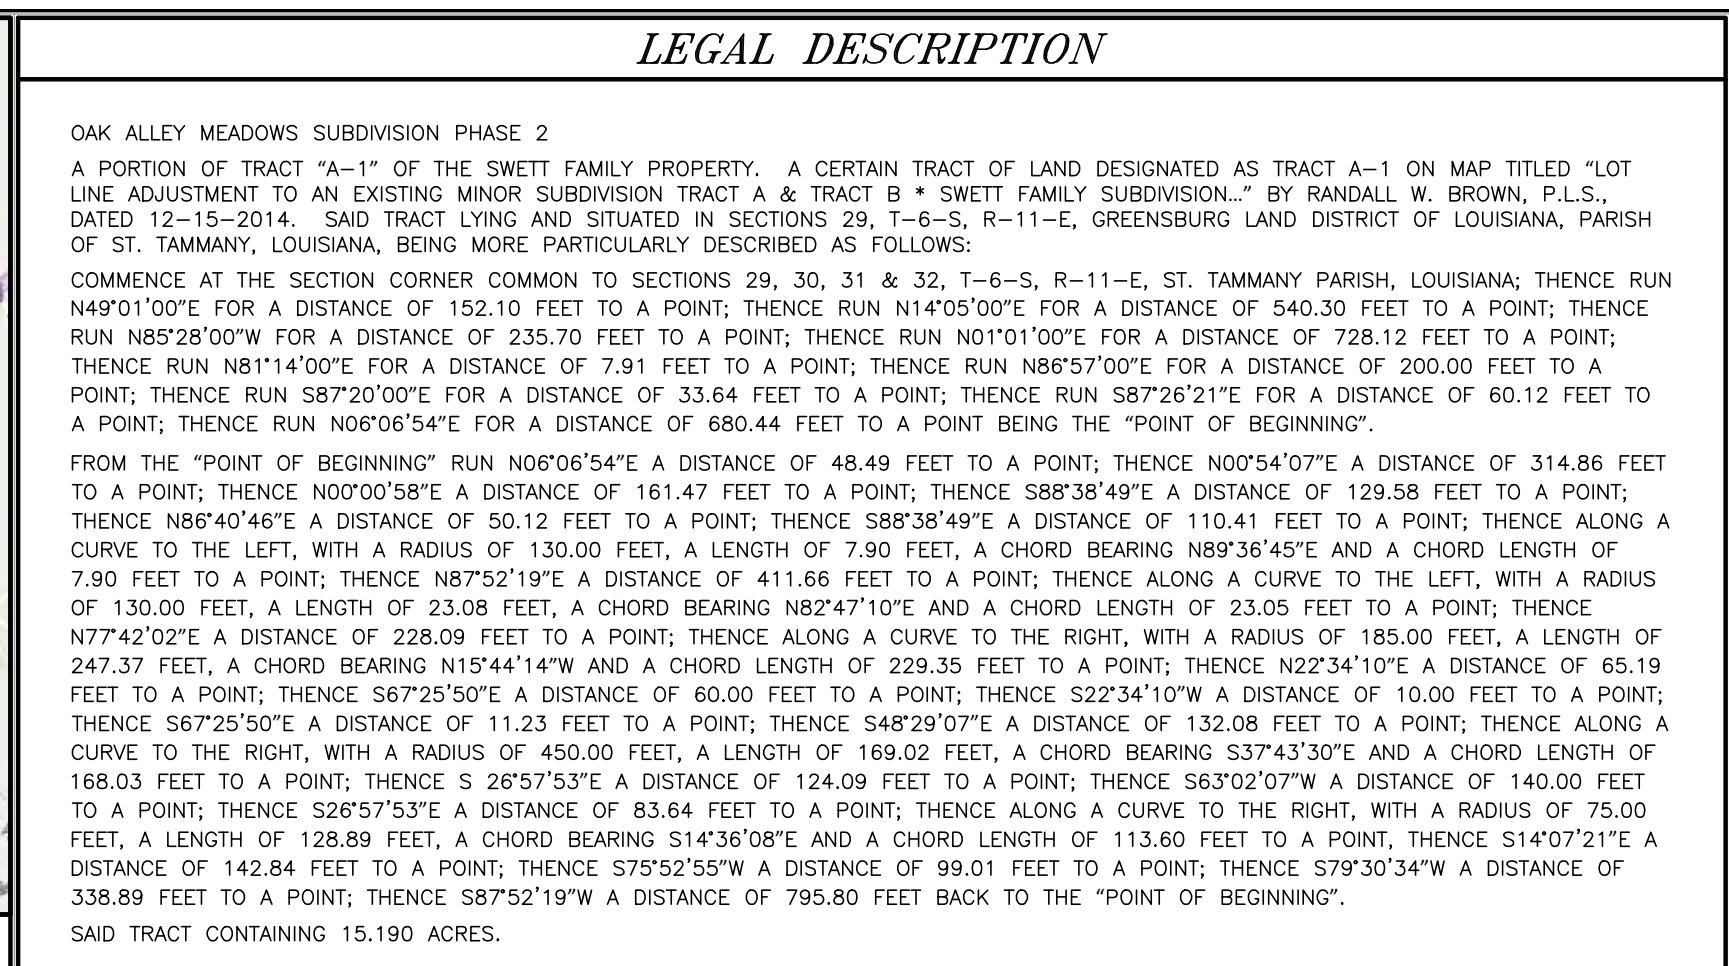 LEGAL DESCRIPTION
OAK ALLEY MEADOWS SUBDIVISION PHASE 2
A PORTION OF TRACT “A–1” OF THE SWETT FAMILY PROPERTY. A CERTAIN TRACT OF LAND DESIGNATED AS TRACT A–1 ON MAP TITLED “LOT
LINE ADJUSTMENT TO AN EXISTING MINOR SUBDIVISION TRACT A & TRACT B * SWETT FAMILY SUBDIVISION...” BY RANDALL W. BROWN, P.L.S.,
DATED 12–15–2014. SAID TRACT LYING AND SITUATED IN SECTIONS 29, T–6–S, R–11–E, GREENSBURG LAND DISTRICT OF LOUISIANA, PARISH
OF ST. TAMMANY, LOUISIANA, BEING MORE PARTICULARLY DESCRIBED AS FOLLOWS:
COMMENCE AT THE SECTION CORNER COMMON TO SECTIONS 29, 30, 31 & 32, T–6–S, R–11–E, ST. TAMMANY PARISH, LOUISIANA; THENCE RUN
N49°01’00”E FOR A DISTANCE OF 152.10 FEET TO A POINT; THENCE RUN N14°05’00”E FOR A DISTANCE OF 540.30 FEET TO A POINT; THENCE
RUN N85°28’00”W FOR A DISTANCE OF 235.70 FEET TO A POINT; THENCE RUN N01°01’00”E FOR A DISTANCE OF 728.12 FEET TO A POINT;
THENCE RUN N81°14’00”E FOR A DISTANCE OF 7.91 FEET TO A POINT; THENCE RUN N86°57’00”E FOR A DISTANCE OF 200.00 FEET TO A
POINT; THENCE RUN S87°20’00”E FOR A DISTANCE OF 33.64 FEET TO A POINT; THENCE RUN S87°26’21”E FOR A DISTANCE OF 60.12 FEET TO
A POINT; THENCE RUN N06°06’54”E FOR A DISTANCE OF 680.44 FEET TO A POINT BEING THE “POINT OF BEGINNING”.
FROM THE “POINT OF BEGINNING” RUN N06°06’54”E A DISTANCE OF 48.49 FEET TO A POINT; THENCE N00°54’07”E A DISTANCE OF 314.86 FEET
TO A POINT; THENCE N00°00’58”E A DISTANCE OF 161.47 FEET TO A POINT; THENCE S88°38’49”E A DISTANCE OF 129.58 FEET TO A POINT;
THENCE N86°40’46”E A DISTANCE OF 50.12 FEET TO A POINT; THENCE S88°38’49”E A DISTANCE OF 110.41 FEET TO A POINT; THENCE ALONG A
CURVE TO THE LEFT, WITH A RADIUS OF 130.00 FEET, A LENGTH OF 7.90 FEET, A CHORD BEARING N89°36’45”E AND A CHORD LENGTH OF
7.90 FEET TO A POINT; THENCE N87°52’19”E A DISTANCE OF 411.66 FEET TO A POINT; THENCE ALONG A CURVE TO THE LEFT, WITH A RADIUS
OF 130.00 FEET, A LENGTH OF 23.08 FEET, A CHORD BEARING N82°47’10”E AND A CHORD LENGTH OF 23.05 FEET TO A POINT; THENCE
N77°42’02”E A DISTANCE OF 228.09 FEET TO A POINT; THENCE ALONG A CURVE TO THE RIGHT, WITH A RADIUS OF 185.00 FEET, A LENGTH OF
247.37 FEET, A CHORD BEARING N15°44’14”W AND A CHORD LENGTH OF 229.35 FEET TO A POINT; THENCE N22°34’10”E A DISTANCE OF 65.19
FEET TO A POINT; THENCE S67°25’50”E A DISTANCE OF 60.00 FEET TO A POINT; THENCE S22°34’10”W A DISTANCE OF 10.00 FEET TO A POINT;
THENCE S67°25’50”E A DISTANCE OF 11.23 FEET TO A POINT; THENCE S48°29’07”E A DISTANCE OF 132.08 FEET TO A POINT; THENCE ALONG A
CURVE TO THE RIGHT, WITH A RADIUS OF 450.00 FEET, A LENGTH OF 169.02 FEET, A CHORD BEARING S37°43’30”E AND A CHORD LENGTH OF
168.03 FEET TO A POINT; THENCE S 26°57’53”E A DISTANCE OF 124.09 FEET TO A POINT; THENCE S63°02’07”W A DISTANCE OF 140.00 FEET
TO A POINT; THENCE S26°57’53”E A DISTANCE OF 83.64 FEET TO A POINT; THENCE ALONG A CURVE TO THE RIGHT, WITH A RADIUS OF 75.00
FEET, A LENGTH OF 128.89 FEET, A CHORD BEARING S14°36’08”E AND A CHORD LENGTH OF 113.60 FEET TO A POINT, THENCE S14°07’21”E A
DISTANCE OF 142.84 FEET TO A POINT; THENCE S75°52’55”W A DISTANCE OF 99.01 FEET TO A POINT; THENCE S79°30’34”W A DISTANCE OF
338.89 FEET TO A POINT; THENCE S87°52’19”W A DISTANCE OF 795.80 FEET BACK TO THE “POINT OF BEGINNING”.
SAID TRACT CONTAINING 15.190 ACRES.